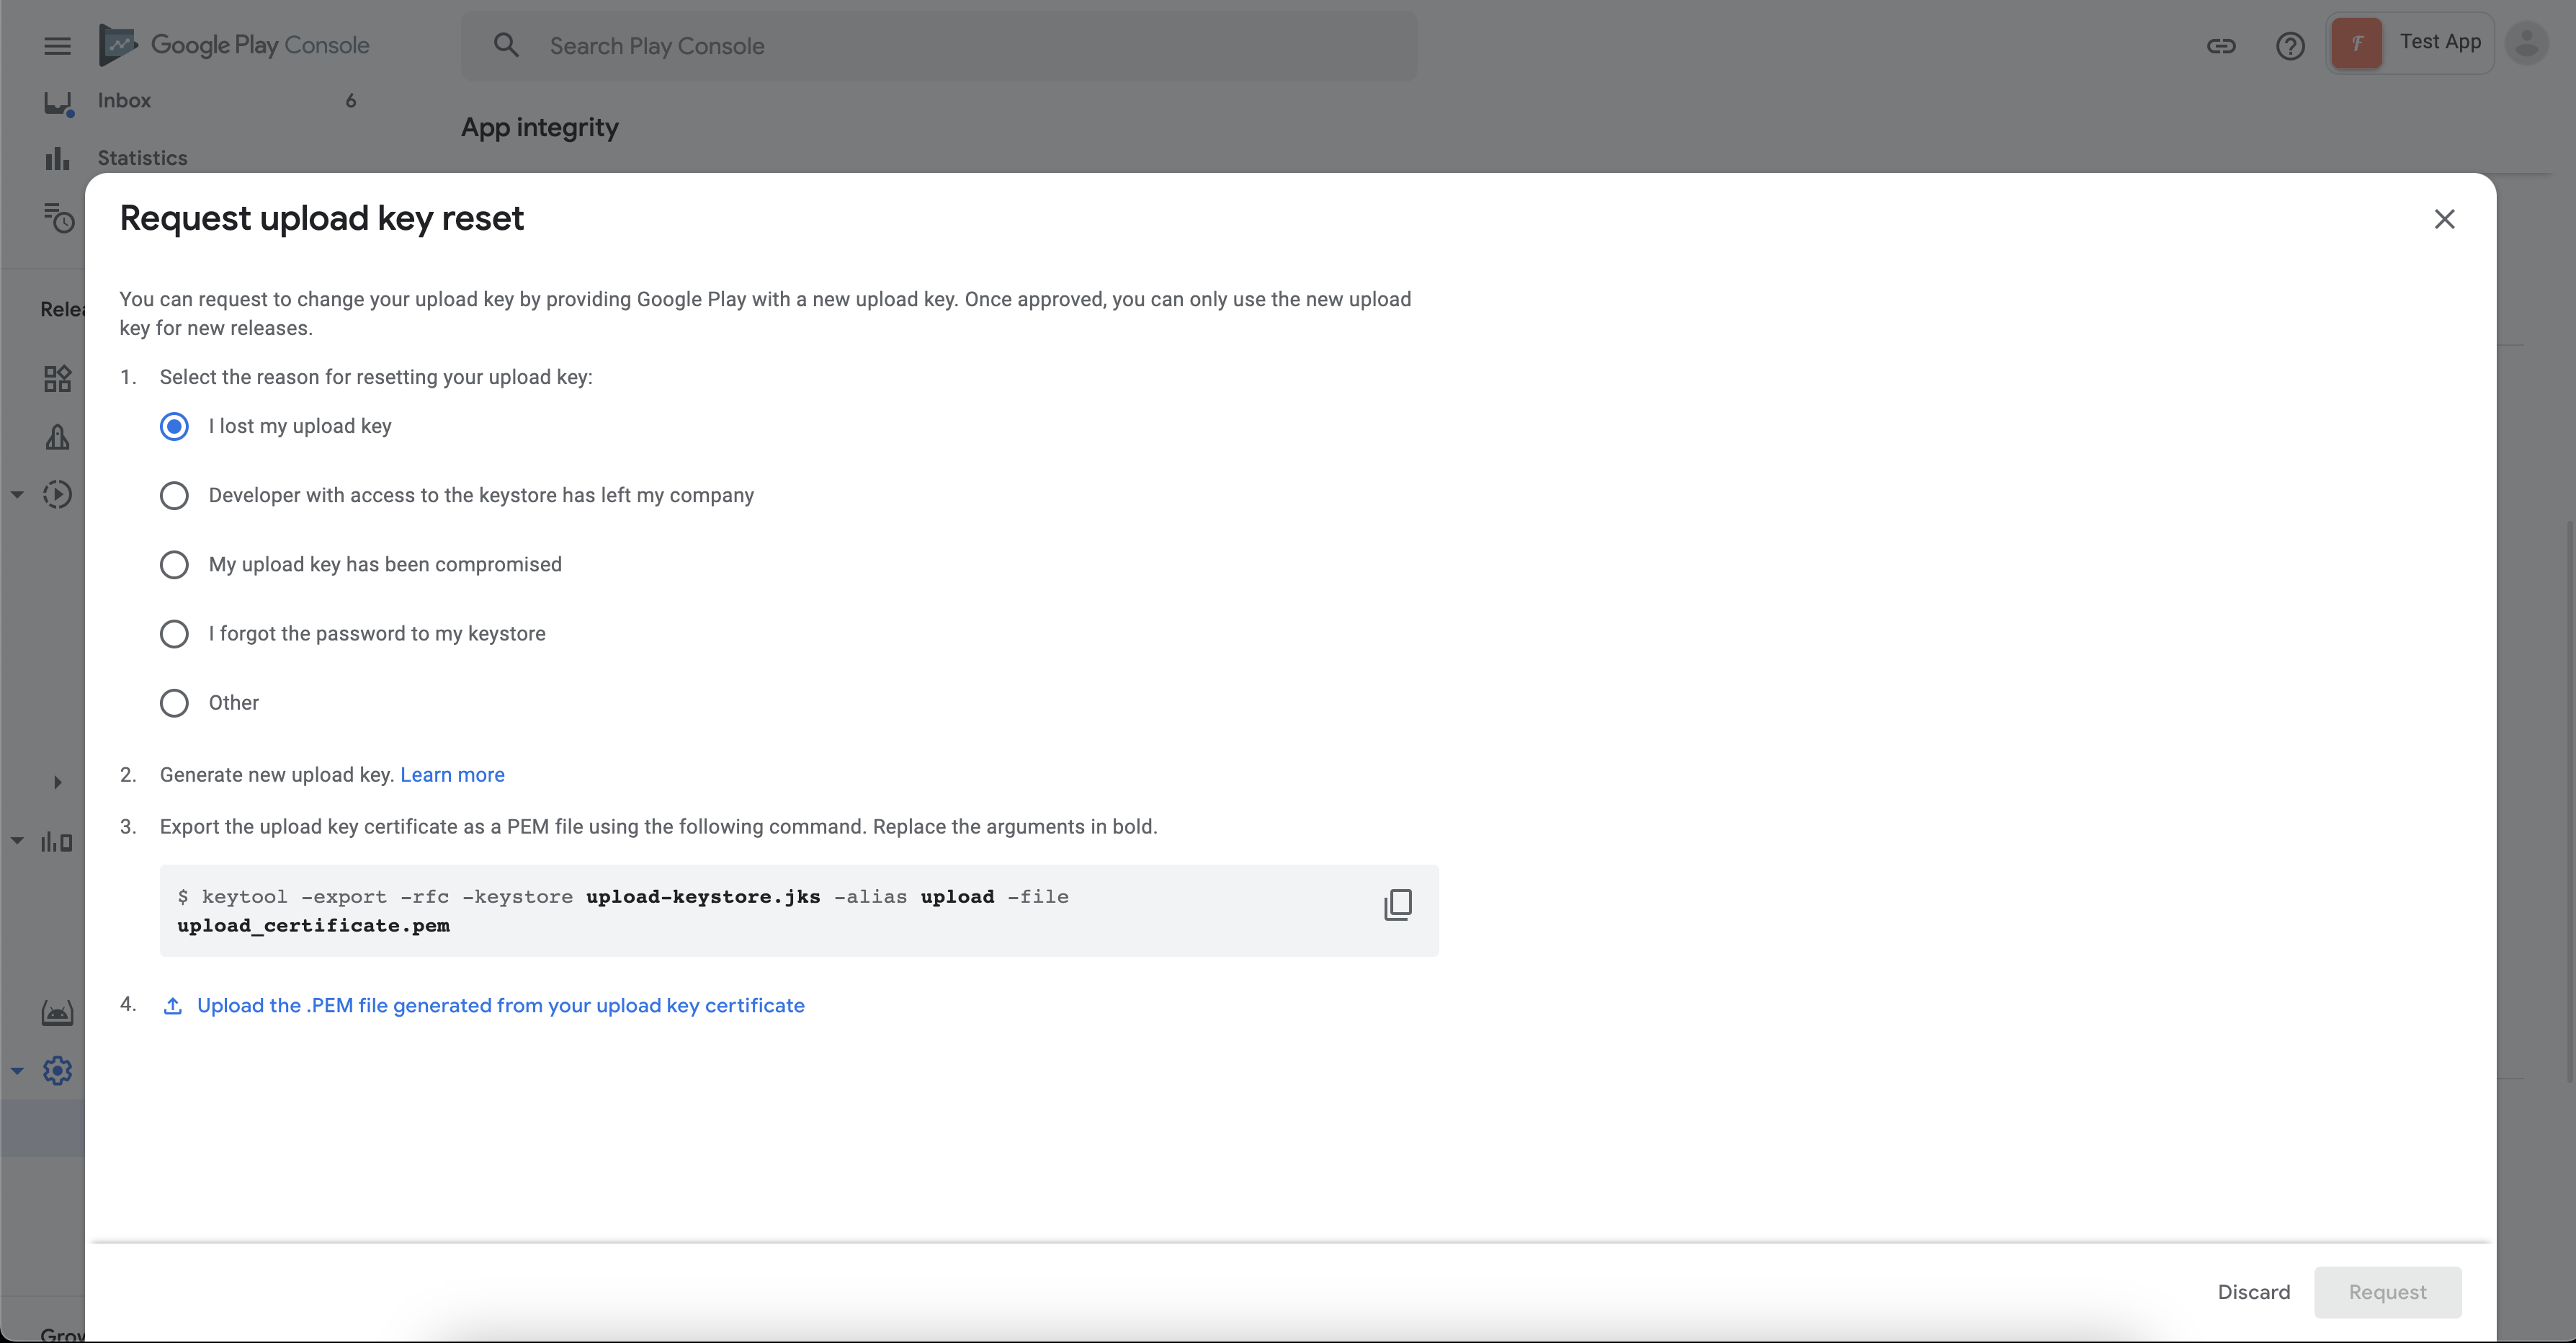 Google Play Console
Search Play Console
Test App
Inbox 6
App integrity
Statistics
Request upload key reset
You can request to change your upload key by providing Google Play with a new upload key. Once approved, you can only use the new upload
key for new releases.
1. Select the reason for resetting your upload key:
I lost my upload key
Developer with access to the keystore has left my company
My upload key has been compromised
I forgot the password to my keystore
Other
2. Generate new upload key. Learn more
3. Export the upload key certificate as a PEM file using the following command. Replace the arguments in bold.
$ keytool -export -rfc -keystore upload-keystore.jks -alias upload -file
upload_certificate.pem
4. Upload the .PEM file generated from your upload key certificate
Discard Request